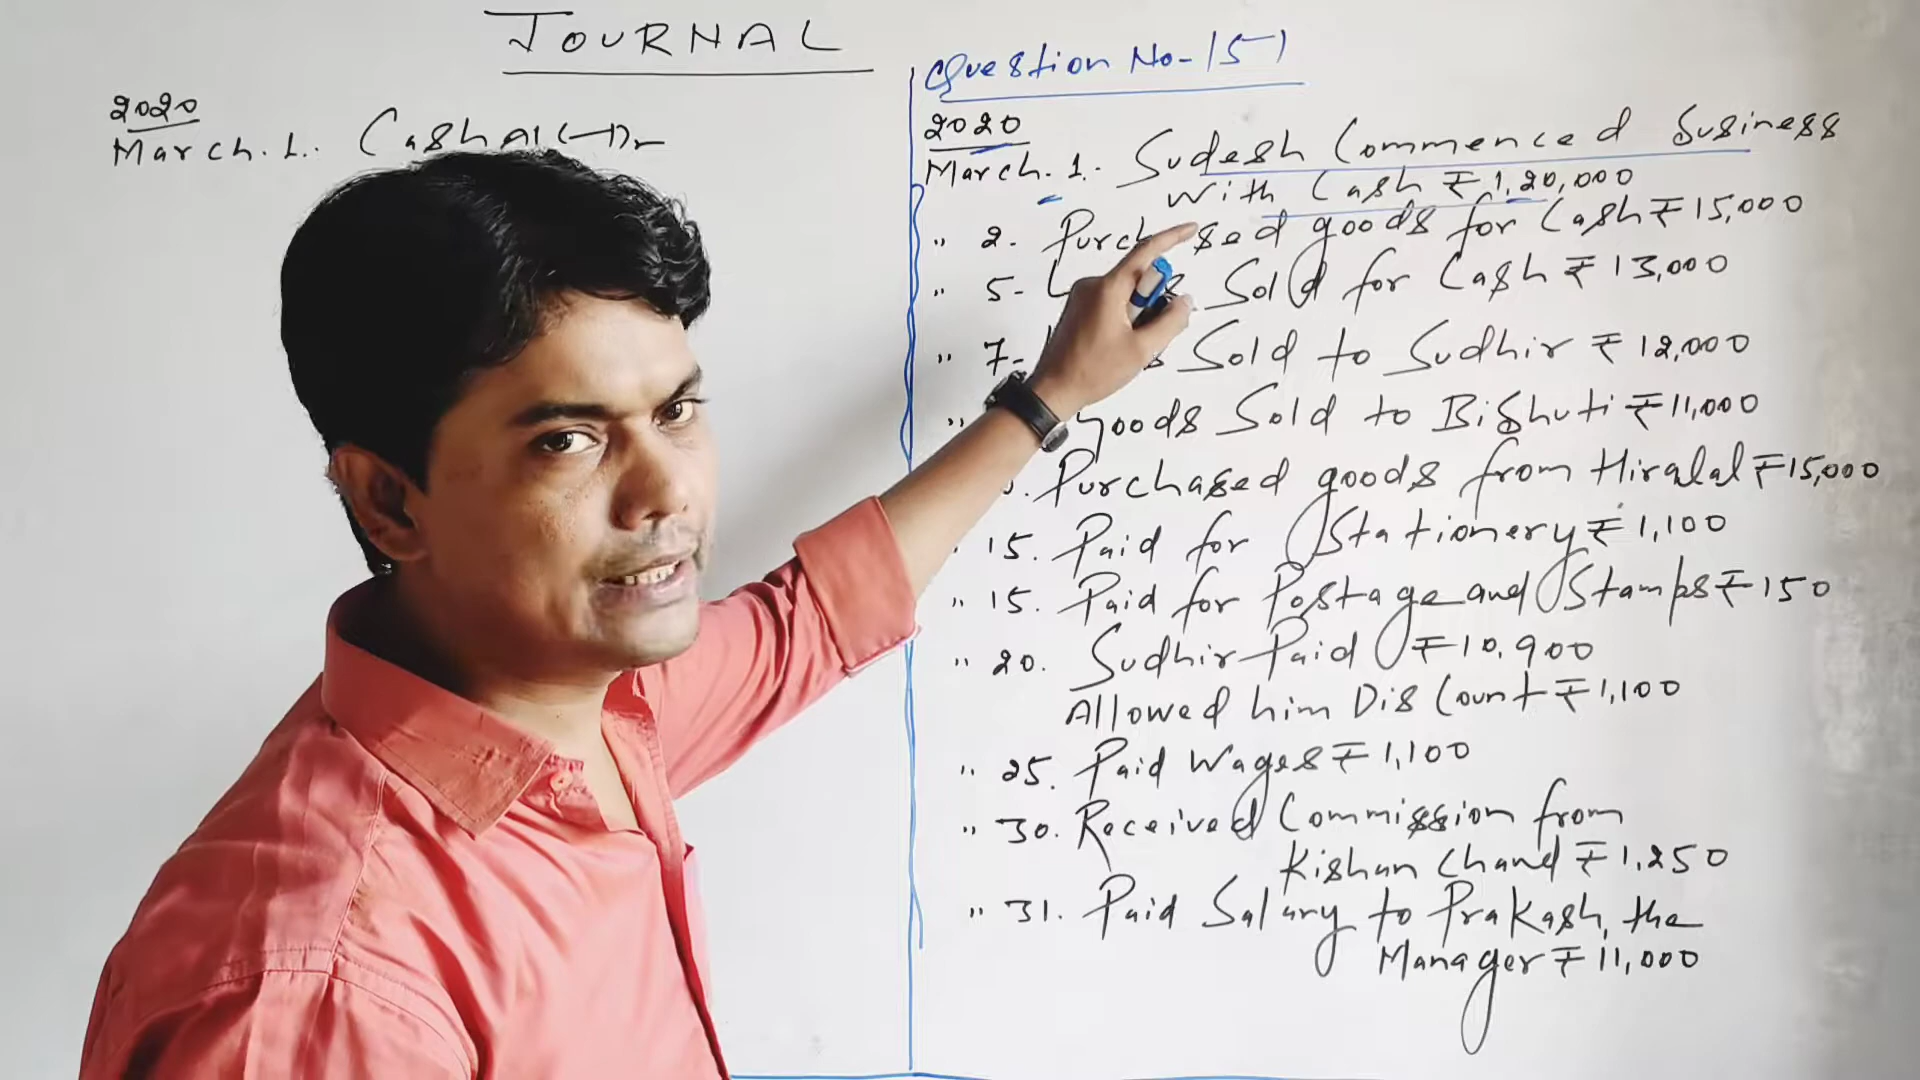 JOURNAL
2020
March. 1. Cash A/c (-) Dr
Question No-15)
2020
March. 1. Sudesh Commenced Business
With Cash ₹ 1,20,000
" 2. Purchased goods for Cash ₹ 15,000
" 5- Sold for Cash ₹ 13,000
" 7- Sold to Sudhir ₹ 12,000
" Goods Sold to Bibhuti ₹ 11,000
Purchased goods from Hiralal ₹ 15,000
" 15. Paid for Stationery ₹ 1,100
" 15. Paid for Postage and Stamps ₹ 150
" 20. Sudhir Paid ₹ 10,900
Allowed him Discount ₹ 1,100
" 25. Paid Wages ₹ 1,100
" 30. Received Commission from
Kishan Chand ₹ 1,250
" 31. Paid Salary to Prakash, the
Manager ₹ 11,000